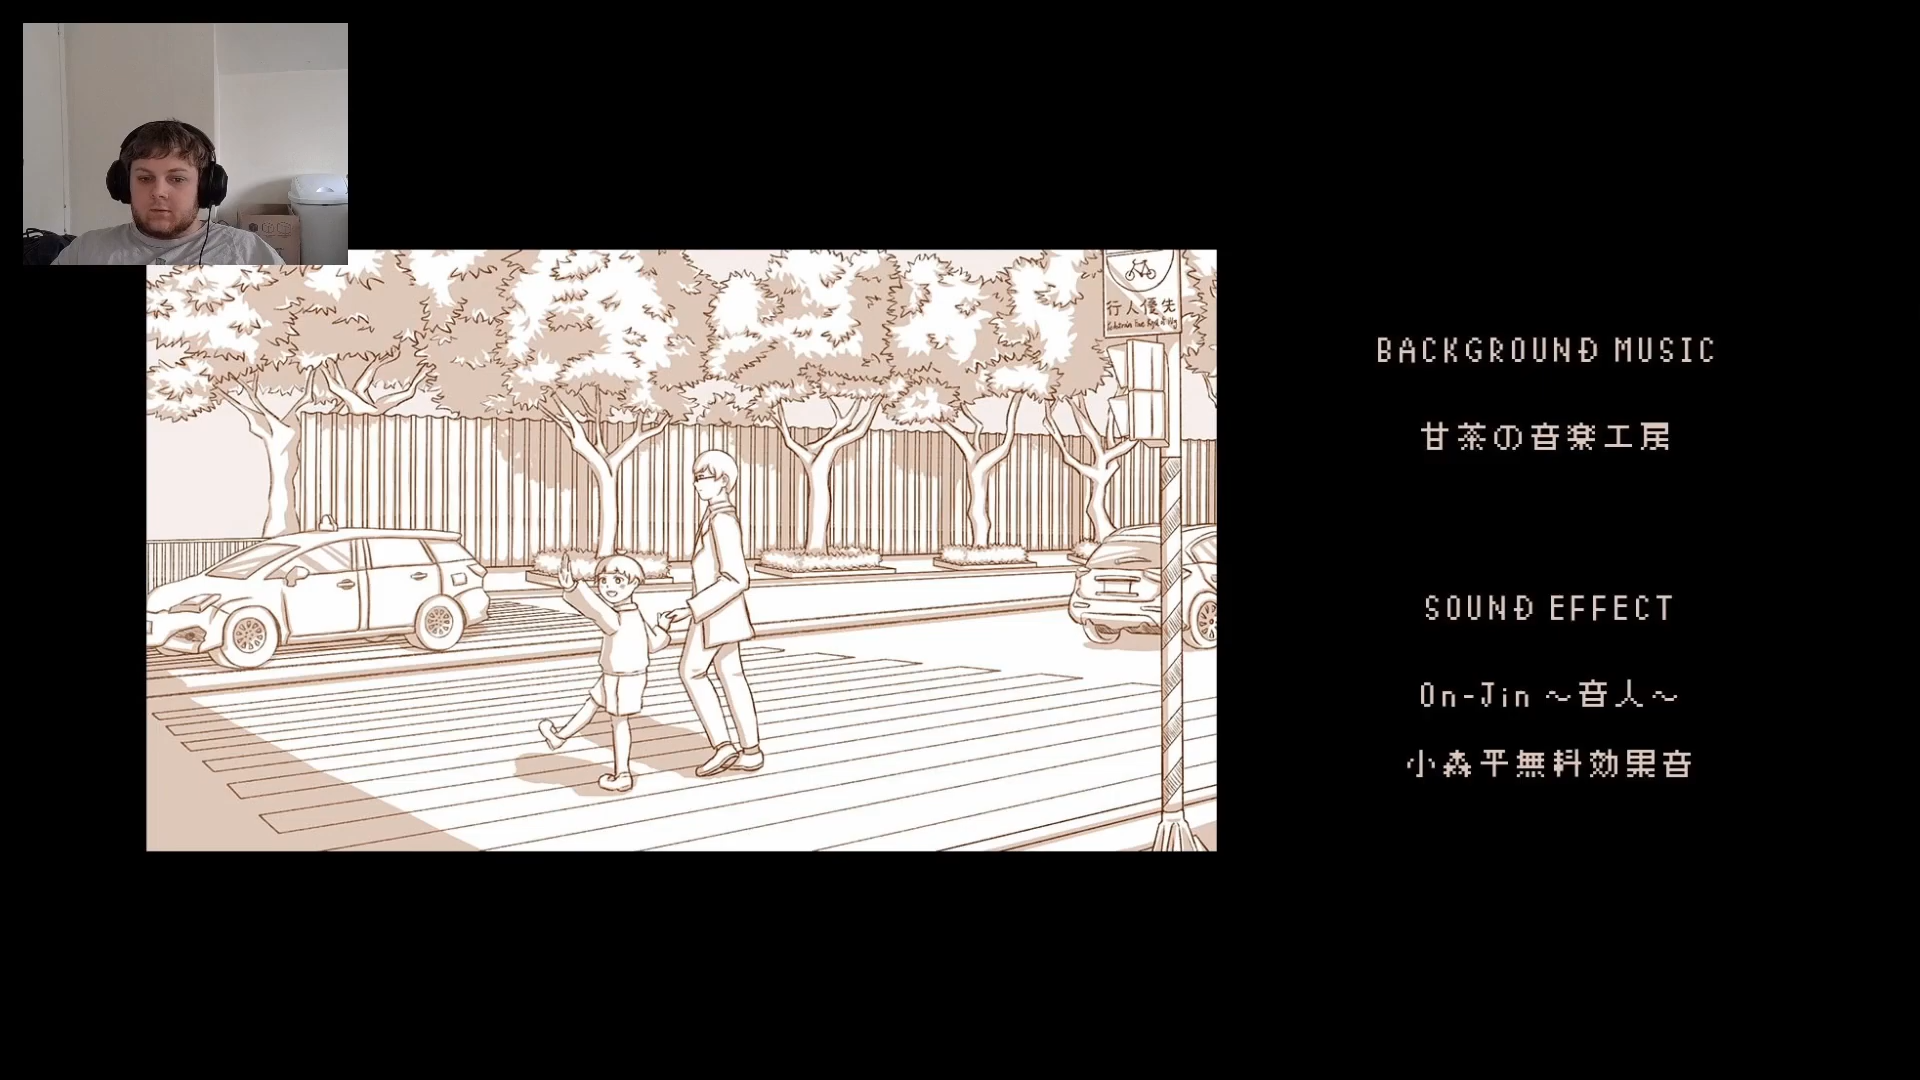 行人優先
BACKGROUND MUSIC
甘茶の音楽工房
SOUND EFFECT
On-Jin ～音人～
小森平無料効果音